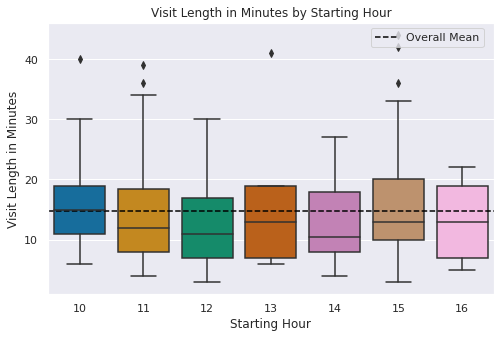 Visit Length in Minutes by Starting Hour
Overall Mean
Visit Length in Minutes
40
30
20
10
10 11 12 13 14 15 16
Starting Hour